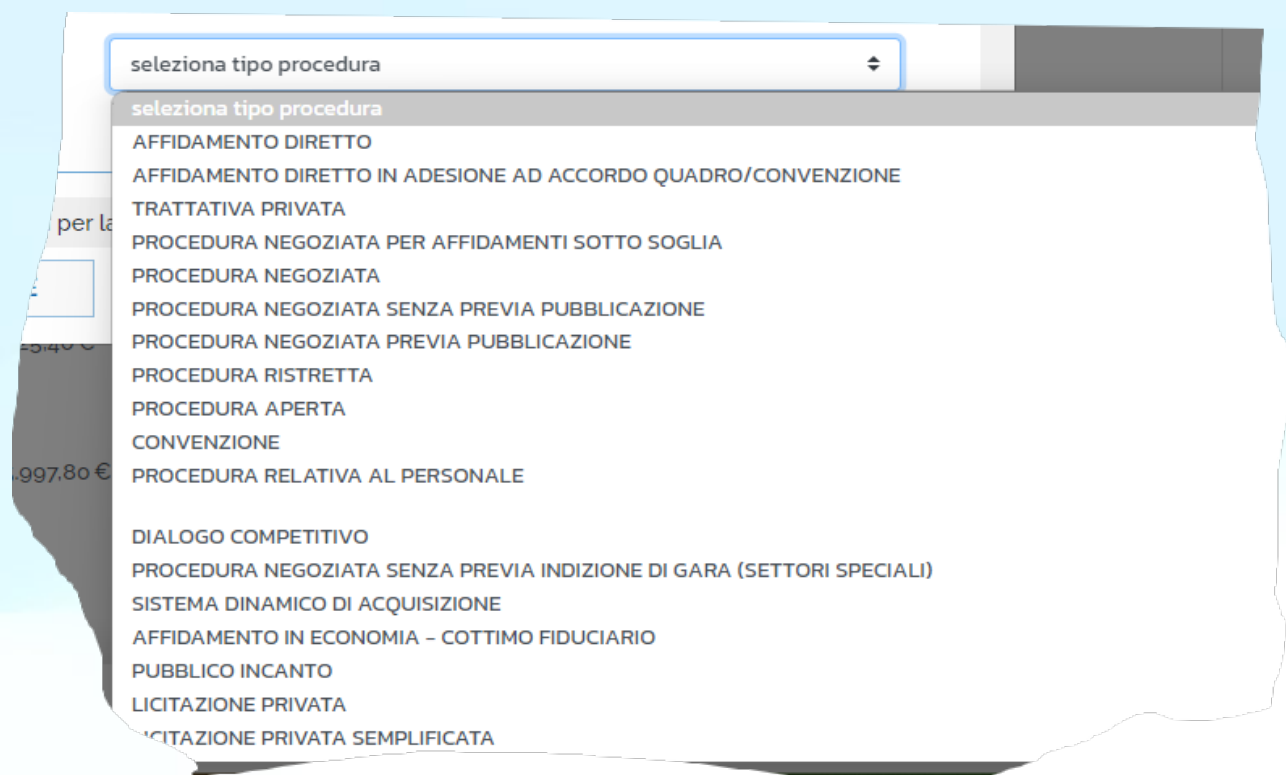 seleziona tipo procedura
seleziona tipo procedura
AFFIDAMENTO DIRETTO
AFFIDAMENTO DIRETTO IN ADESIONE AD ACCORDO QUADRO/CONVENZIONE
TRATTATIVA PRIVATA
per
PROCEDURA NEGOZIATA PER AFFIDAMENTI SOTTO SOGLIA
PROCEDURA NEGOZIATA
PROCEDURA NEGOZIATA SENZA PREVIA PUBBLICAZIONE
PROCEDURA NEGOZIATA PREVIA PUBBLICAZIONE
PROCEDURA RISTRETTA
PROCEDURA APERTA
CONVENZIONE
.997,80 €
PROCEDURA RELATIVA AL PERSONALE
DIALOGO COMPETITIVO
PROCEDURA NEGOZIATA SENZA PREVIA INDIZIONE DI GARA (SETTORI SPECIALI)
SISTEMA DINAMICO DI ACQUISIZIONE
AFFIDAMENTO IN ECONOMIA - COTTIMO FIDUCIARIO
PUBBLICO INCANTO
LICITAZIONE PRIVATA
ICITAZIONE PRIVATA SEMPLIFICATA